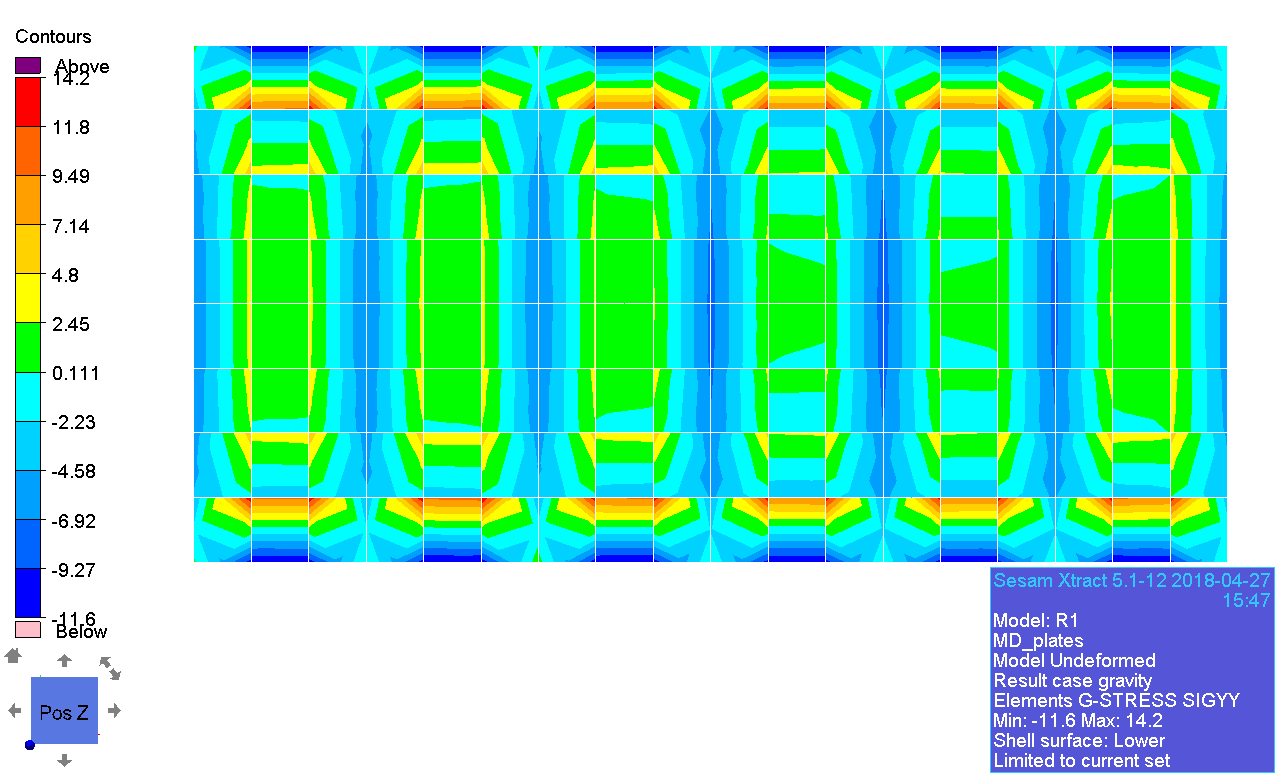 Contours
Above
14.2
11.8
9.49
7.14
4.8
2.45
0.111
-2.23
-4.58
-6.92
-9.27
-11.6
Below
Pos Z
Sesam Xtract 5.1-12 2018-04-27
15:47
Model: R1
MD_plates
Model Undeformed
Result case gravity
Elements G-STRESS SIGYY
Min: -11.6 Max: 14.2
Shell surface: Lower
Limited to current set